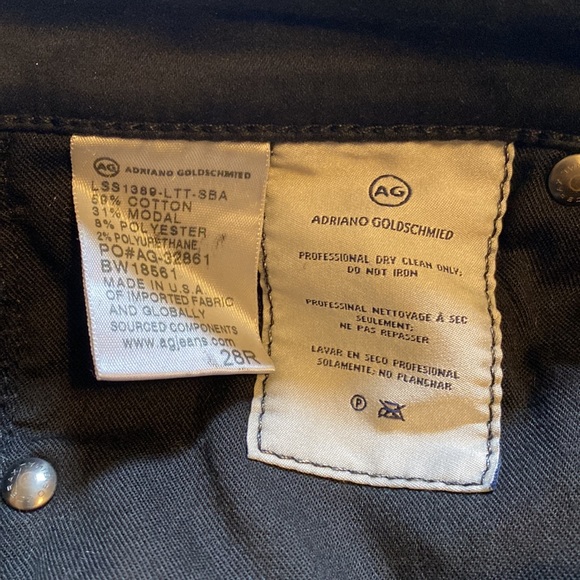 AG ADRIANO GOLDSCHMIED
LSS1389-LTT-SBA
59% COTTON
31% MODAL
8% POLYESTER
2% POLYURETHANE
PO#AG-32861
BW18561
MADE IN U.S.A.
OF IMPORTED FABRIC
AND GLOBALLY
SOURCED COMPONENTS
www.agjeans.com
28R
AG
ADRIANO GOLDSCHMIED
PROFESSIONAL DRY CLEAN ONLY;
DO NOT IRON
PROFESSINAL NETTOYAGE À SEC
SEULEMENT;
NE PAS REPASSER
LAVAR EN SECO PROFESIONAL
SOLAMENTE; NO PLANCHAR
P